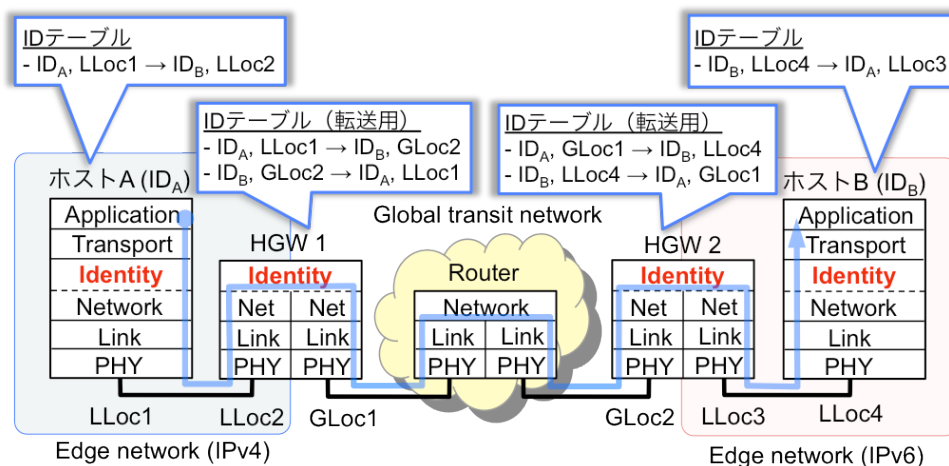 IDテーブル
- IDA, LLoc1 → IDB, LLoc2
IDテーブル
- IDB, LLoc4 → IDA, LLoc3
IDテーブル（転送用）
- IDA, LLoc1 → IDB, GLoc2
- IDB, GLoc2 → IDA, LLoc1
IDテーブル（転送用）
- IDA, GLoc1 → IDB, LLoc4
- IDB, LLoc4 → IDA, GLoc1
ホストA (IDA)
Application
Transport
Identity
Network
Link
PHY
HGW 1
Identity
Net Net
Link Link
PHY PHY
Global transit network
Router
Network
Link Link
PHY PHY
HGW 2
Identity
Net Net
Link Link
PHY PHY
ホストB (IDB)
Application
Transport
Identity
Network
Link
PHY
LLoc1 LLoc2 GLoc1 GLoc2 LLoc3 LLoc4
Edge network (IPv4)
Edge network (IPv6)